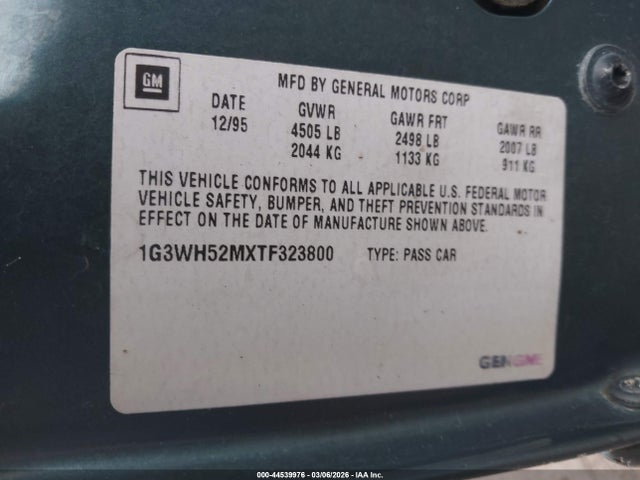 GM
MFD BY GENERAL MOTORS CORP
DATE GVWR GAWR FRT GAWR RR
12/95 4505 LB 2498 LB 2007 LB
2044 KG 1133 KG 911 KG
THIS VEHICLE CONFORMS TO ALL APPLICABLE U.S. FEDERAL MOTOR
VEHICLE SAFETY, BUMPER, AND THEFT PREVENTION STANDARDS IN
EFFECT ON THE DATE OF MANUFACTURE SHOWN ABOVE.
1G3WH52MXTF323800 TYPE: PASS CAR
000-44539976 | 03/06/2026 | IAA Inc.